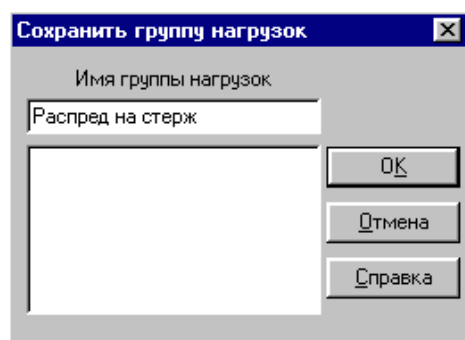 Сохранить группу нагрузок
Имя группы нагрузок
Распред на стерж
OK
Отмена
Справка